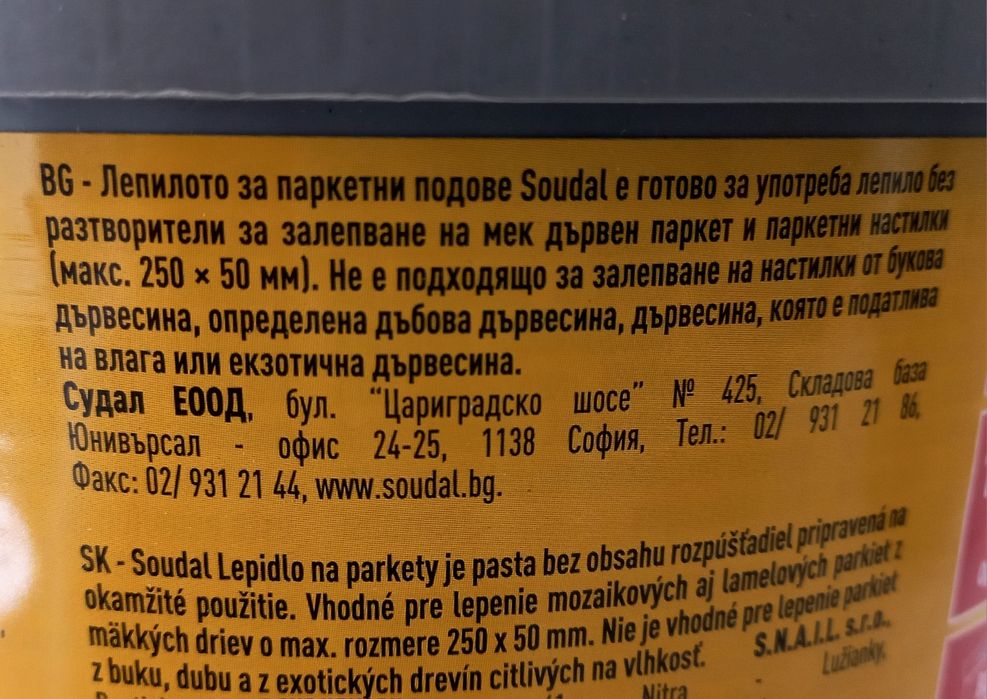 BG - Лепилото за паркетни подове Soudal е готово за употреба лепило без
разтворители за залепване на мек дървен паркет и паркетни настилки
(макс. 250 × 50 мм). Не е подходящо за залепване на настилки от букова
дървесина, определена дъбова дървесина, дървесина, която е податлива
на влага или екзотична дървесина.
Судал ЕООД, бул. "Цариградско шосе" № 425, Складова база
Юнивърсал - офис 24-25, 1138 София, Тел.: 02/ 931 21 86,
Факс: 02/ 931 21 44, www.soudal.bg.
SK - Soudal Lepidlo na parkety je pasta bez obsahu rozpúšťadiel pripravená na
okamžité použitie. Vhodné pre lepenie mozaikových aj lamelových parkiet z
mäkkých driev o max. rozmere 250 x 50 mm. Nie je vhodné pre lepenie parkiet
z buku, dubu a z exotických drevín citlivých na vlhkosť. S.N.A.I.L. s.r.o.,
Lužianky,
Nitra